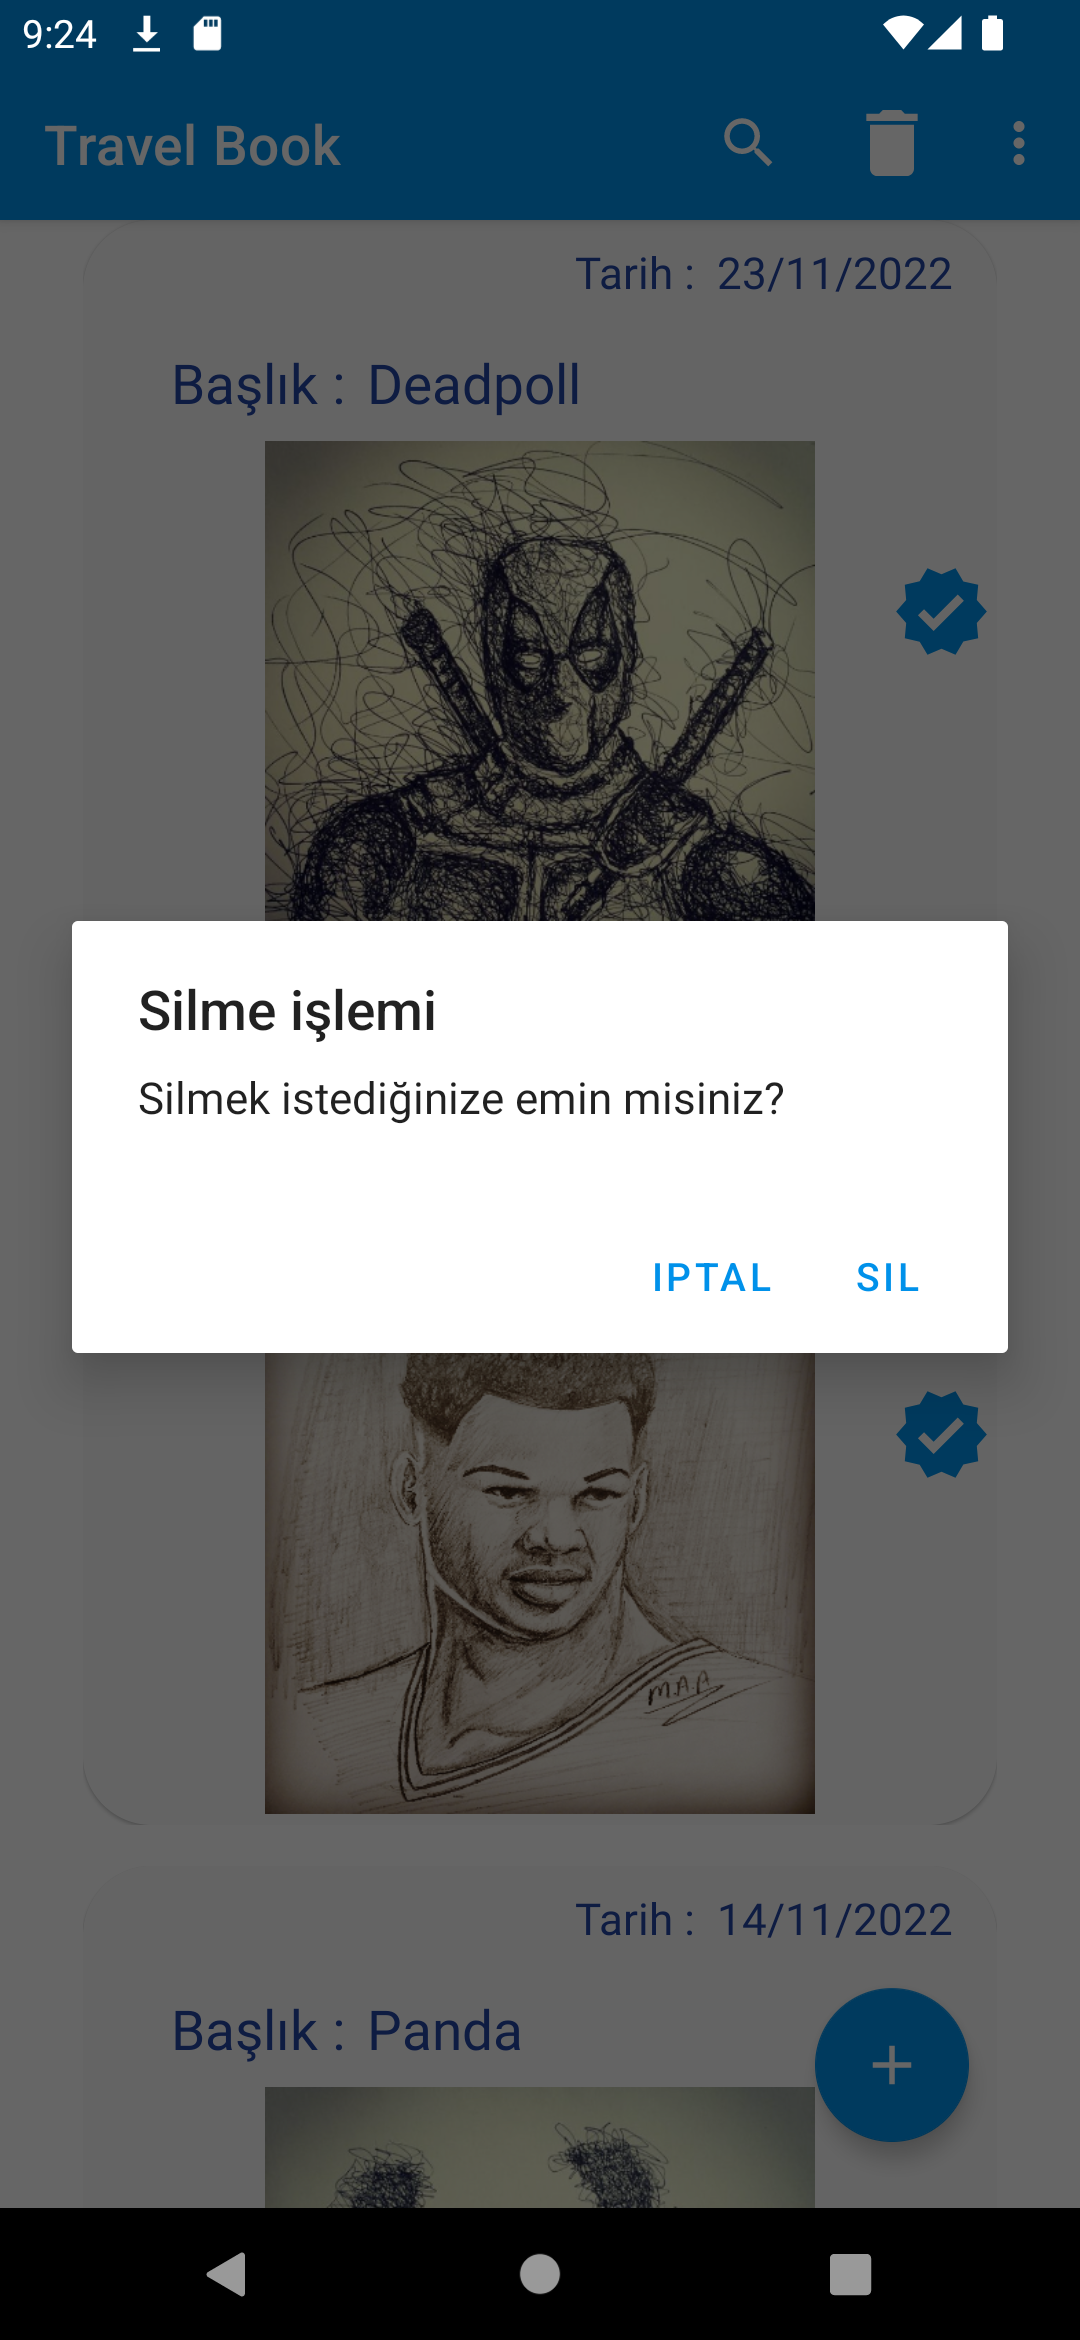 9:24
Travel Book
Tarih : 23/11/2022
Başlık : Deadpoll
Silme işlemi
Silmek istediğinize emin misiniz?
IPTAL SIL
M.A.A
Tarih : 14/11/2022
Başlık : Panda